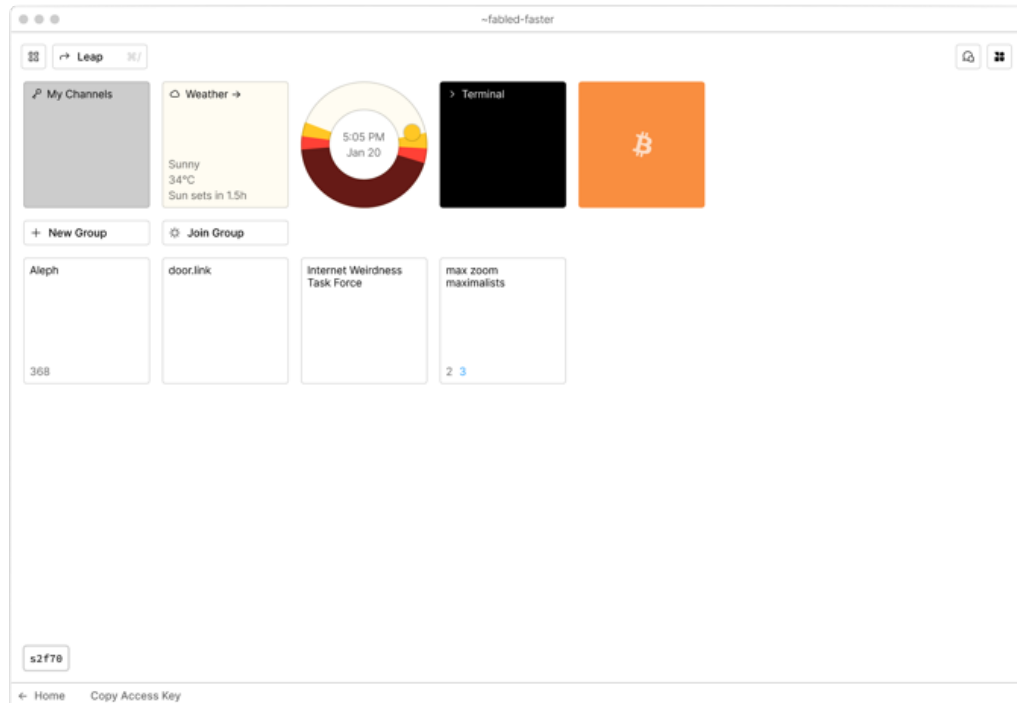 ~fabled-faster
Leap ⌘/
My Channels
Weather →
Sunny
34°C
Sun sets in 1.5h
5:05 PM
Jan 20
> Terminal
+ New Group
Join Group
Aleph
368
door.link
Internet Weirdness
Task Force
max zoom
maximalists
2 3
s2f70
← Home
Copy Access Key